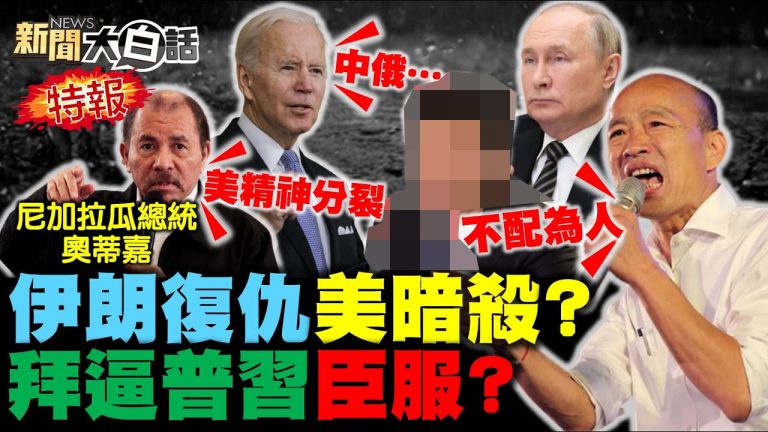 NEWS
新聞大白話
特報
中俄…
美精神分裂
尼加拉瓜總統
奧蒂嘉
不配為人
伊朗復仇美暗殺?
拜逼普習臣服?